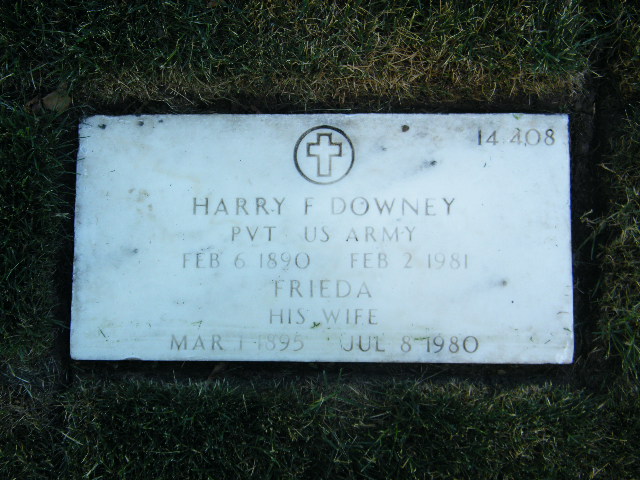 14 408
HARRY F DOWNEY
PVT US ARMY
FEB 6 1890 FEB 2 1981
FRIEDA
HIS WIFE
MAR 1 1895 JUL 8 1980